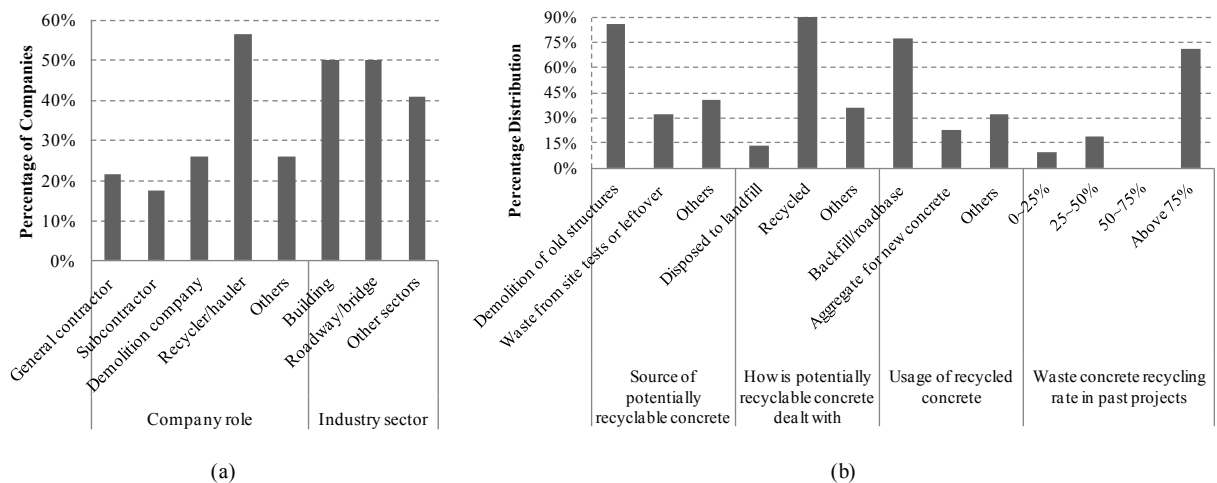 Percentage of Companies
60%
50%
40%
30%
20%
10%
0%
General contractor
Subcontractor
Demolition company
Recycler/hauler
Others
Building
Roadway/bridge
Other sectors
Company role
Industry sector
(a)
Percentage Distribution
90%
75%
60%
45%
30%
15%
0%
Demolition of old structures
Waste from site tests or leftover
Others
Disposed to landfill
Recycled
Others
Backfill/roadbase
Aggregate for new concrete
Others
0~25%
25~50%
50~75%
Above 75%
Source of
potentially
recyclable concrete
How is potentially
recyclable concrete
dealt with
Usage of recycled
concrete
Waste concrete recycling
rate in past projects
(b)